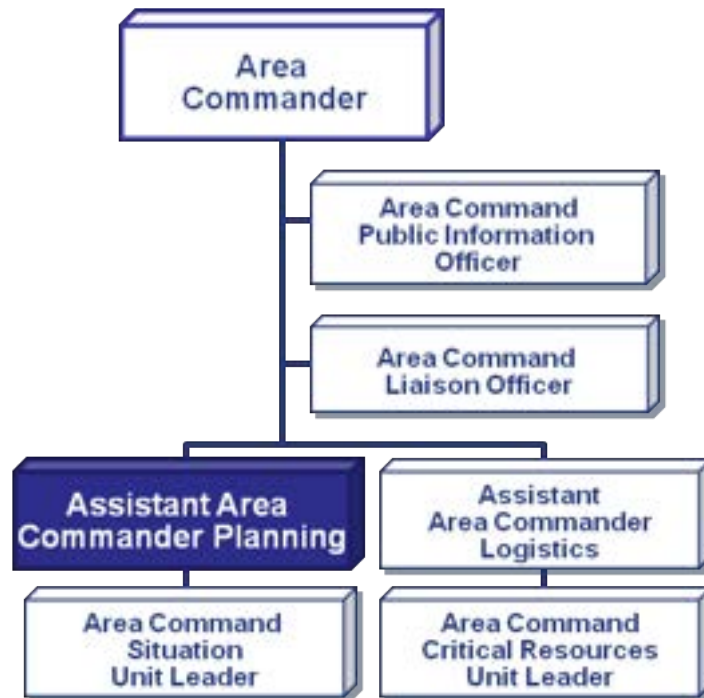 Area
Commander
Area Command
Public Information
Officer
Area Command
Liaison Officer
Assistant Area
Commander Planning
Assistant
Area Commander
Logistics
Area Command
Situation
Unit Leader
Area Command
Critical Resources
Unit Leader